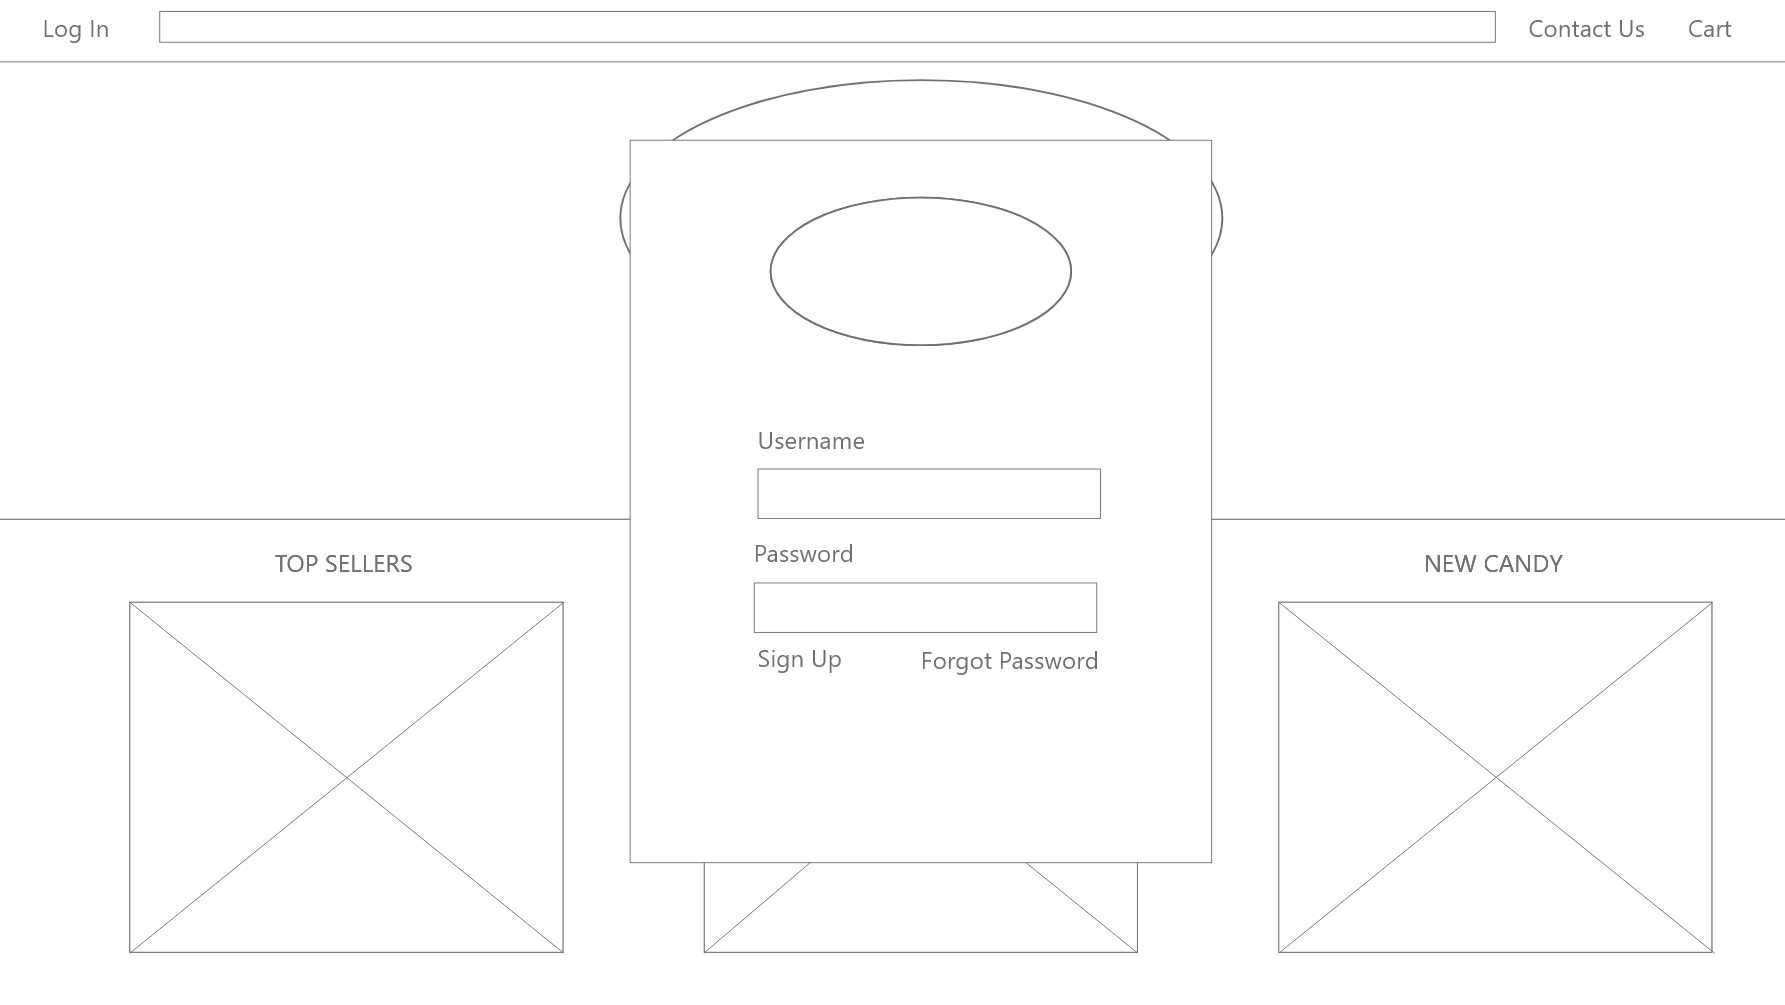 Log In
Contact Us
Cart
Username
Password
Sign Up
Forgot Password
TOP SELLERS
NEW CANDY